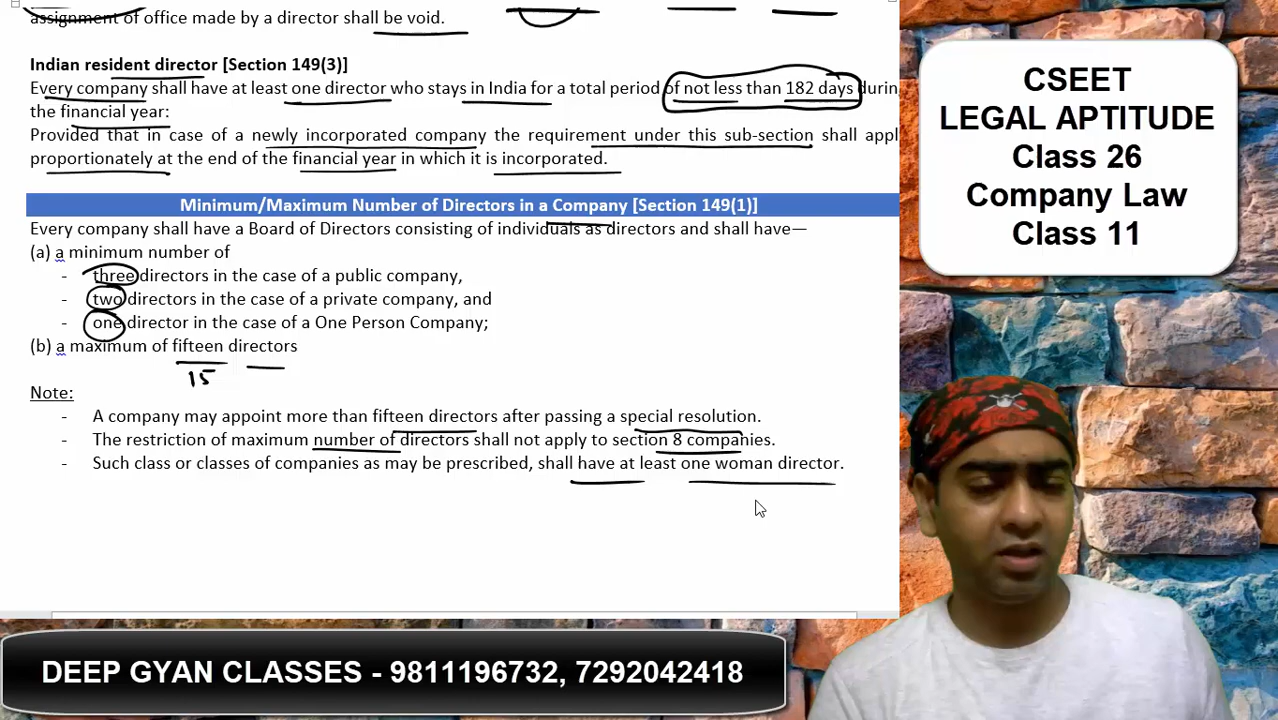 assignment of office made by a director shall be void.
Indian resident director [Section 149(3)]
Every company shall have at least one director who stays in India for a total period of not less than 182 days durin
the financial year:
Provided that in case of a newly incorporated company the requirement under this sub-section shall appl
proportionately at the end of the financial year in which it is incorporated.
Minimum/Maximum Number of Directors in a Company [Section 149(1)]
Every company shall have a Board of Directors consisting of individuals as directors and shall have—
(a) a minimum number of
- three directors in the case of a public company,
- two directors in the case of a private company, and
- one director in the case of a One Person Company;
(b) a maximum of fifteen directors
15
Note:
- A company may appoint more than fifteen directors after passing a special resolution.
- The restriction of maximum number of directors shall not apply to section 8 companies.
- Such class or classes of companies as may be prescribed, shall have at least one woman director.
CSEET
LEGAL APTITUDE
Class 26
Company Law
Class 11
DEEP GYAN CLASSES - 9811196732, 7292042418